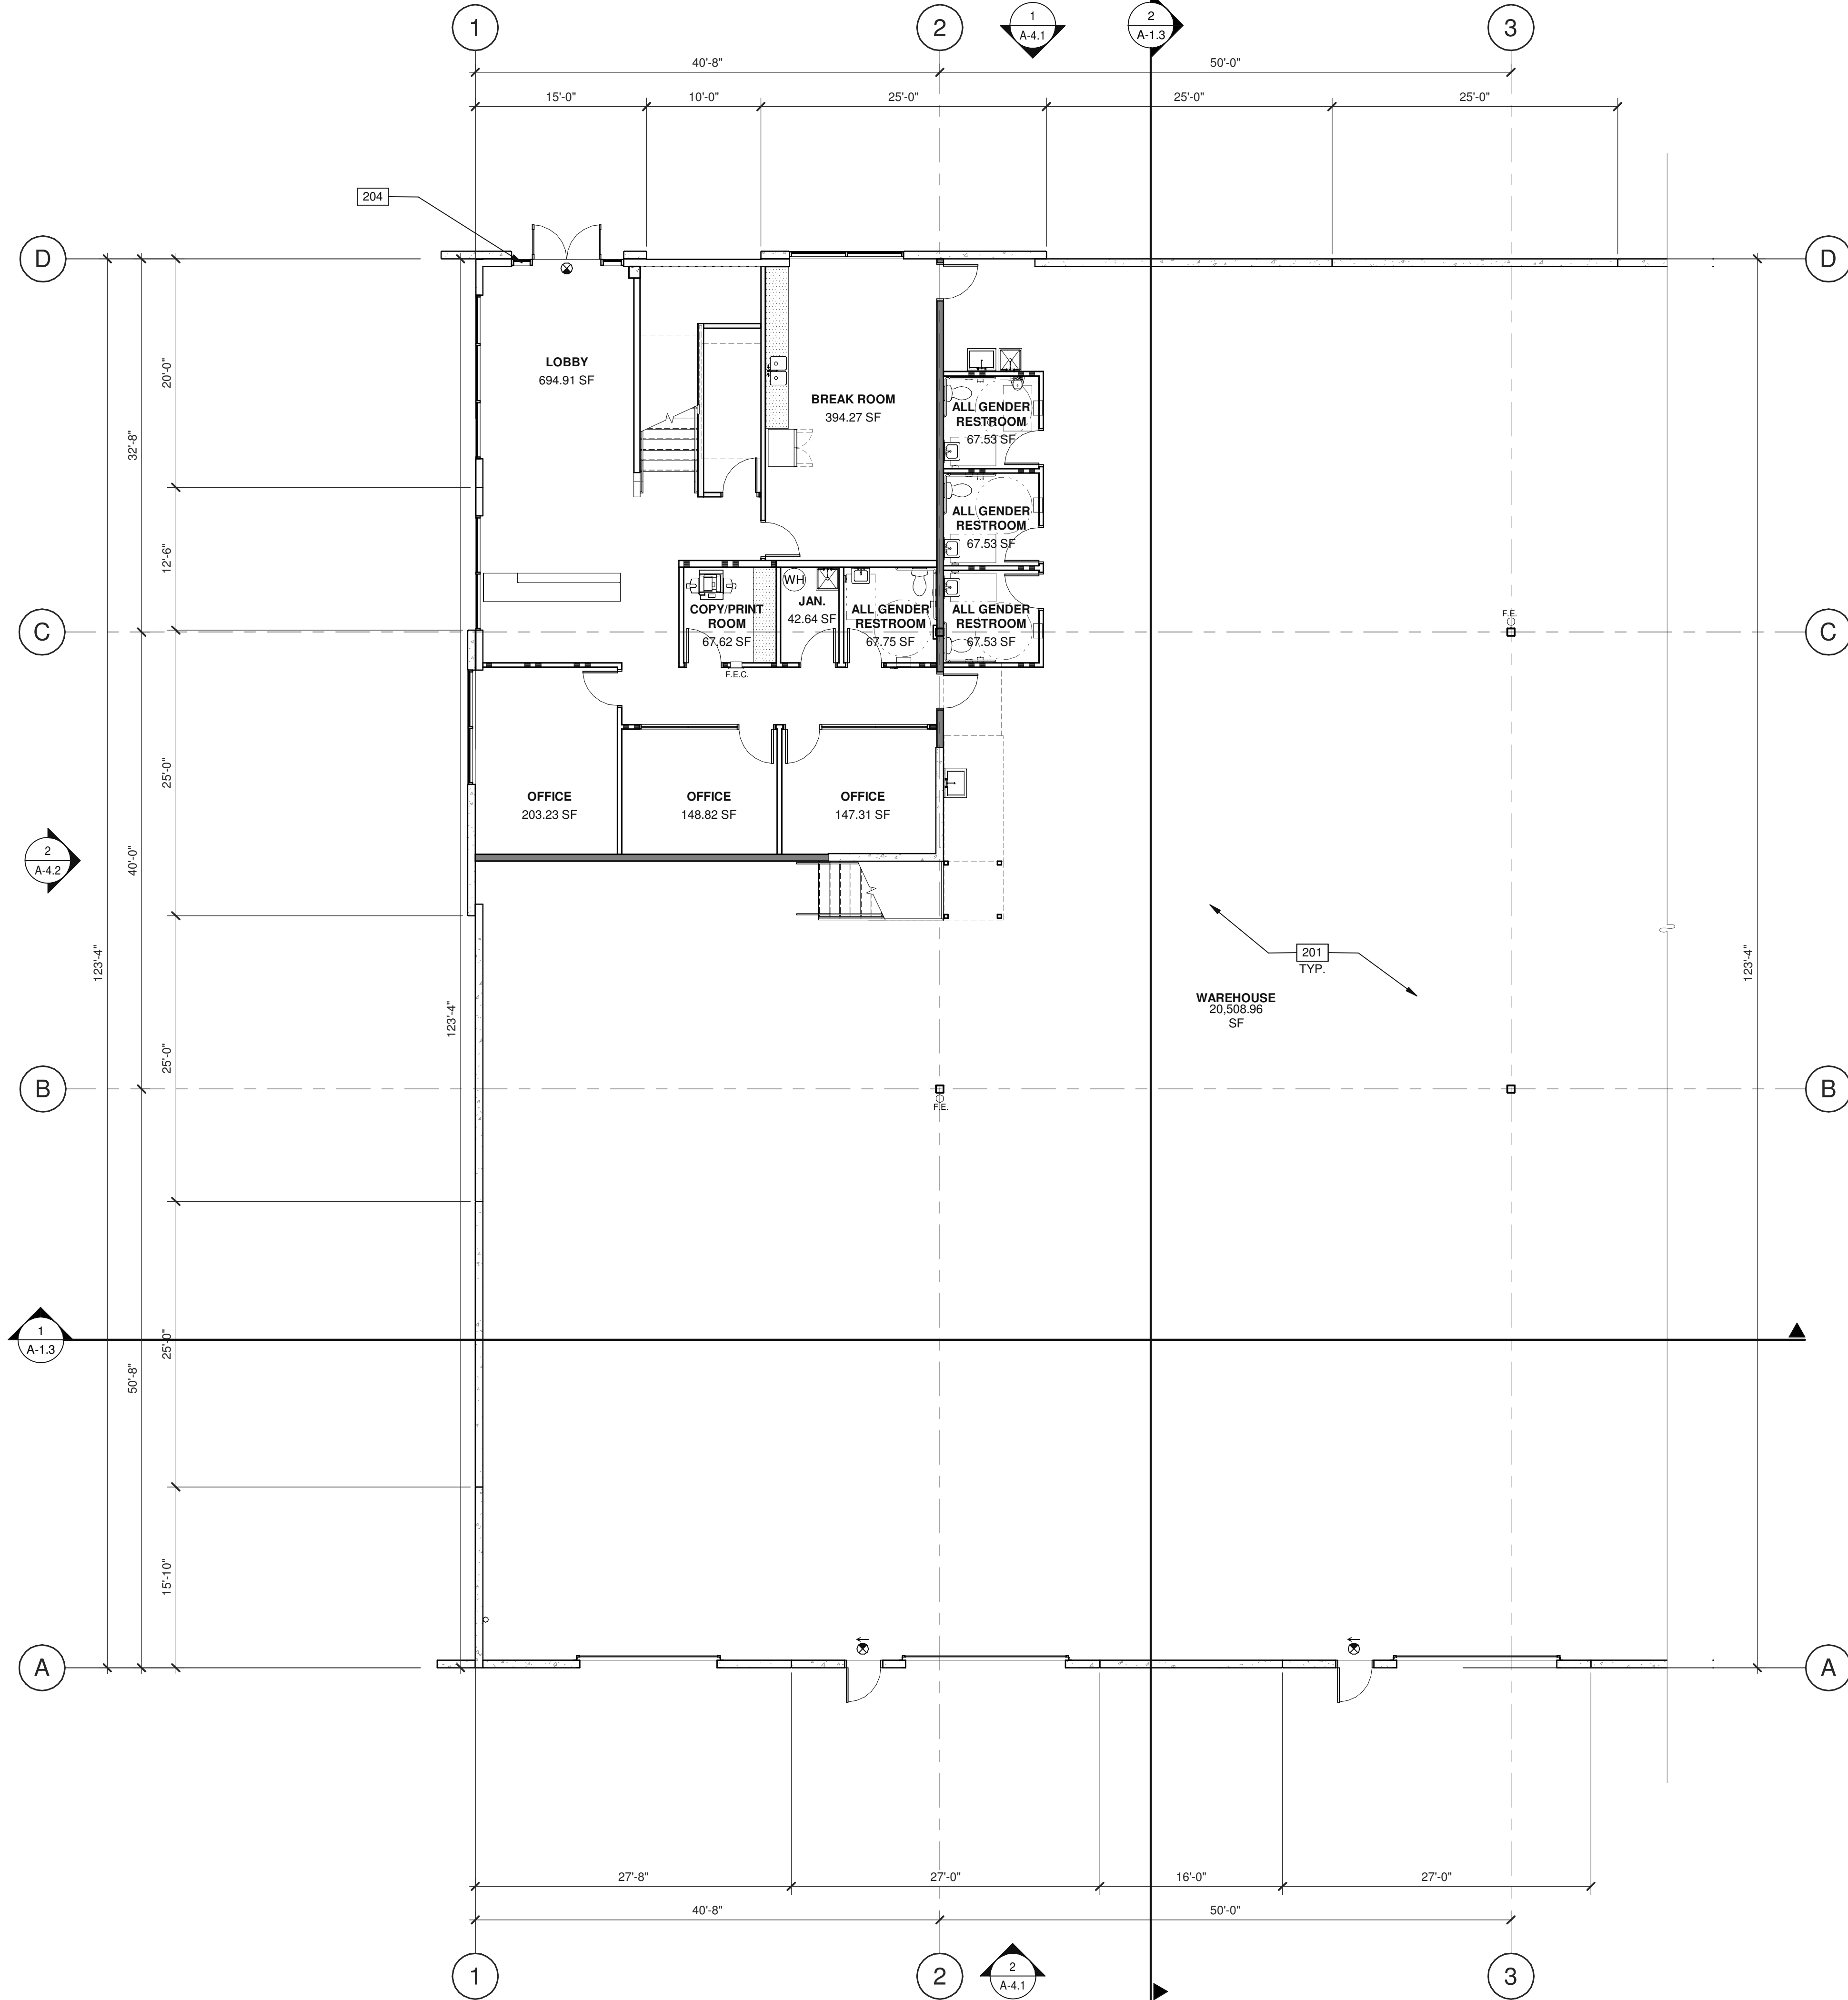 1
2
1
A-4.1
2
A-1.3
3
40'-8"
50'-0"
15'-0"
10'-0"
25'-0"
25'-0"
25'-0"
204
D
D
LOBBY
694.91 SF
20'-0"
BREAK ROOM
394.27 SF
ALL GENDER
RESTROOM
67.53 SF
32'-8"
ALL GENDER
RESTROOM
67.53 SF
12'-6"
WH
JAN.
42.64 SF
COPY/PRINT
ROOM
67.62 SF
ALL GENDER
RESTROOM
67.75 SF
ALL GENDER
RESTROOM
67.53 SF
F.E.
C
C
F.E.C.
25'-0"
OFFICE
203.23 SF
OFFICE
148.82 SF
OFFICE
147.31 SF
2
A-4.2
40'-0"
123'-4"
123'-4"
123'-4"
201
TYP.
WAREHOUSE
20,508.96
SF
25'-0"
B
B
F.E.
1
A-1.3
25'-0"
50'-8"
15'-10"
A
A
27'-8"
27'-0"
16'-0"
27'-0"
40'-8"
50'-0"
1
2
2
A-4.1
3